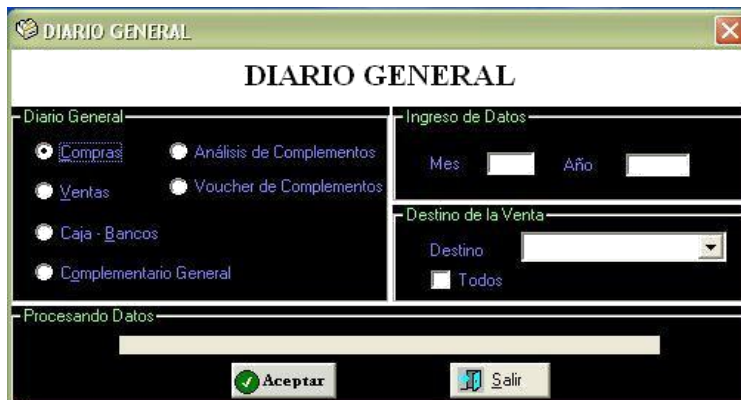 DIARIO GENERAL
DIARIO GENERAL
Diario General
Compras
Análisis de Complementos
Ventas
Voucher de Complementos
Caja - Bancos
Complementario General
Ingreso de Datos
Mes
Año
Destino de la Venta
Destino
Todos
Procesando Datos
Aceptar
Salir